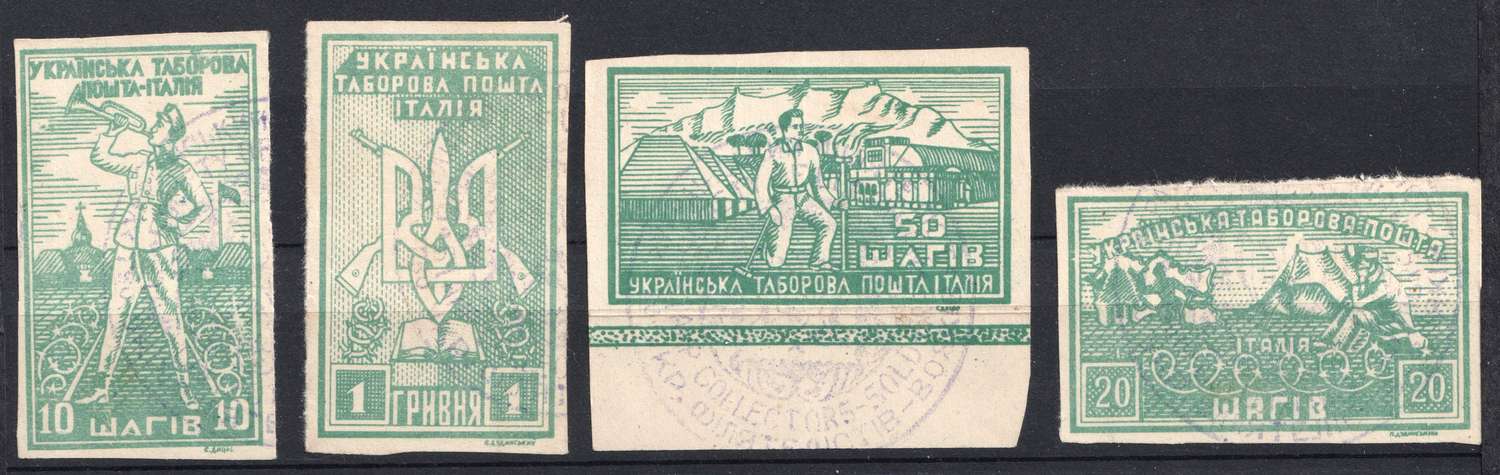 УКРАЇНСЬКА ТАБОРОВА
ПОШТА-ІТАЛІЯ
10 10
ШАГІВ
УКРАЇНСЬКА
ТАБОРОВА ПОШТА
ІТАЛІЯ
1 ГРИВНЯ 1
50
ШАГІВ
УКРАЇНСЬКА ТАБОРОВА ПОШТА ІТАЛІЯ
COLLECTORS-SOLD
УКРАЇНСЬКА-ТАБОРОВА-ПОШТА
ІТАЛІЯ
20 20
ШАГІВ